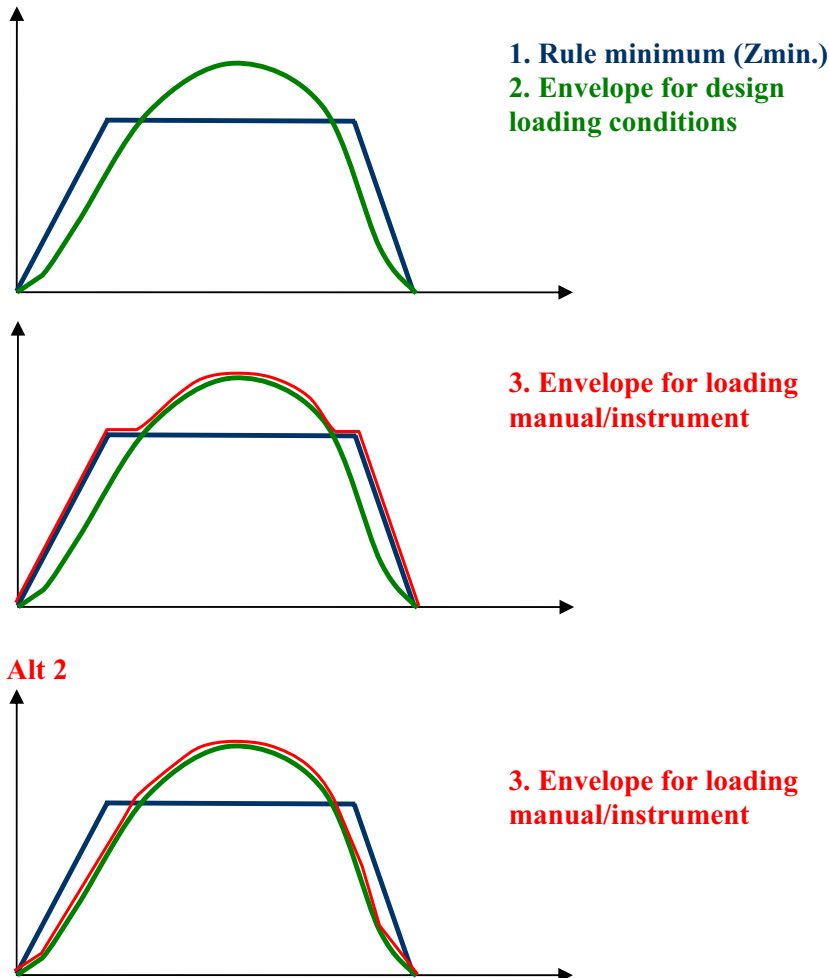 1. Rule minimum (Zmin.)
2. Envelope for design
loading conditions
3. Envelope for loading
manual/instrument
Alt 2
3. Envelope for loading
manual/instrument